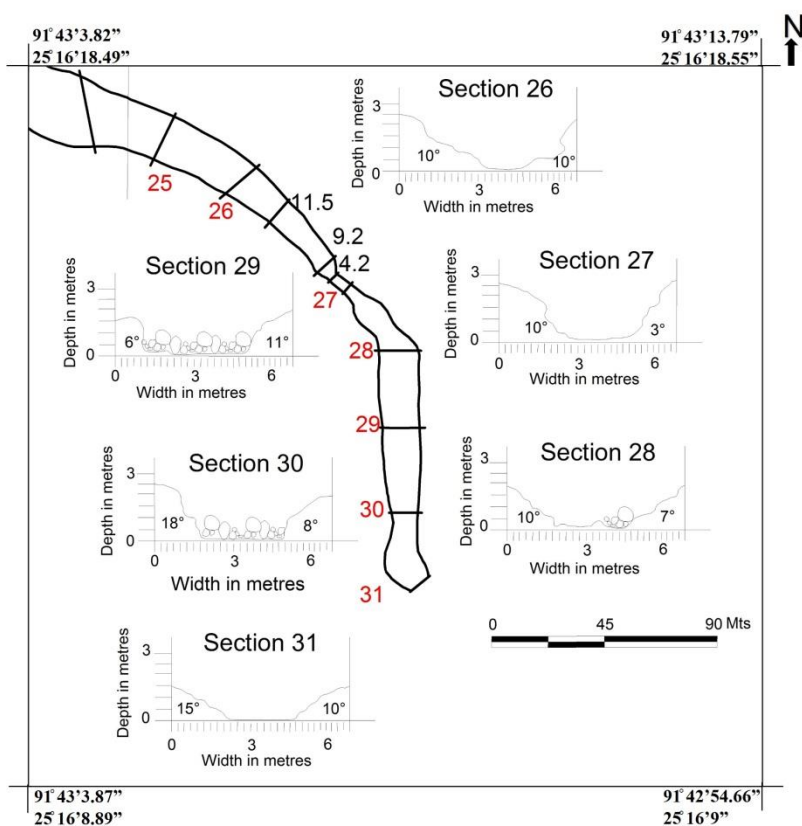 91°43'3.82”
25°16'18.49”
91°43'13.79”
25°16'18.55”
N
Section 26
Depth in metres
3
0
10°
10°
0 3 6
Width in metres
25
26
11.5
9.2
4.2
27
Section 29
Depth in metres
3
0
6°
11°
0 3 6
Width in metres
Section 27
Depth in metres
3
0
10°
3°
0 3 6
Width in metres
28
29
Section 30
Depth in metres
3
0
18°
8°
0 3 6
Width in metres
Section 28
Depth in metres
3
0
10°
7°
0 3 6
Width in metres
30
31
0 45 90 Mts
Section 31
Depth in metres
3
0
15°
10°
0 3 6
Width in metres
91°43'3.87”
25°16'8.89”
91°42'54.66”
25°16'9”